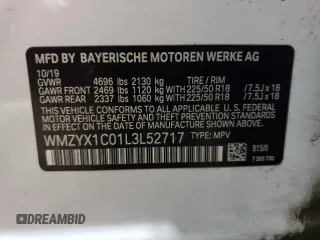 MFD BY BAYERISCHE MOTOREN WERKE AG
10/19
GVWR 4696 lbs 2130 kg TIRE / RIM
GAWR FRONT 2469 lbs 1120 kg WITH 225/50 R18 /7.5J x 18
GAWR REAR 2337 lbs 1060 kg WITH 225/50 R18 /7.5J x 18
THIS VEHICLE CONFORMS TO ALL APPLICABLE U.S. FEDERAL MOTOR
VEHICLE SAFETY STANDARDS IN EFFECT ON THE
DATE OF MANUFACTURE SHOWN ABOVE.
WMZYX1C01L3L52717 TYPE: MPV
DREAMBID